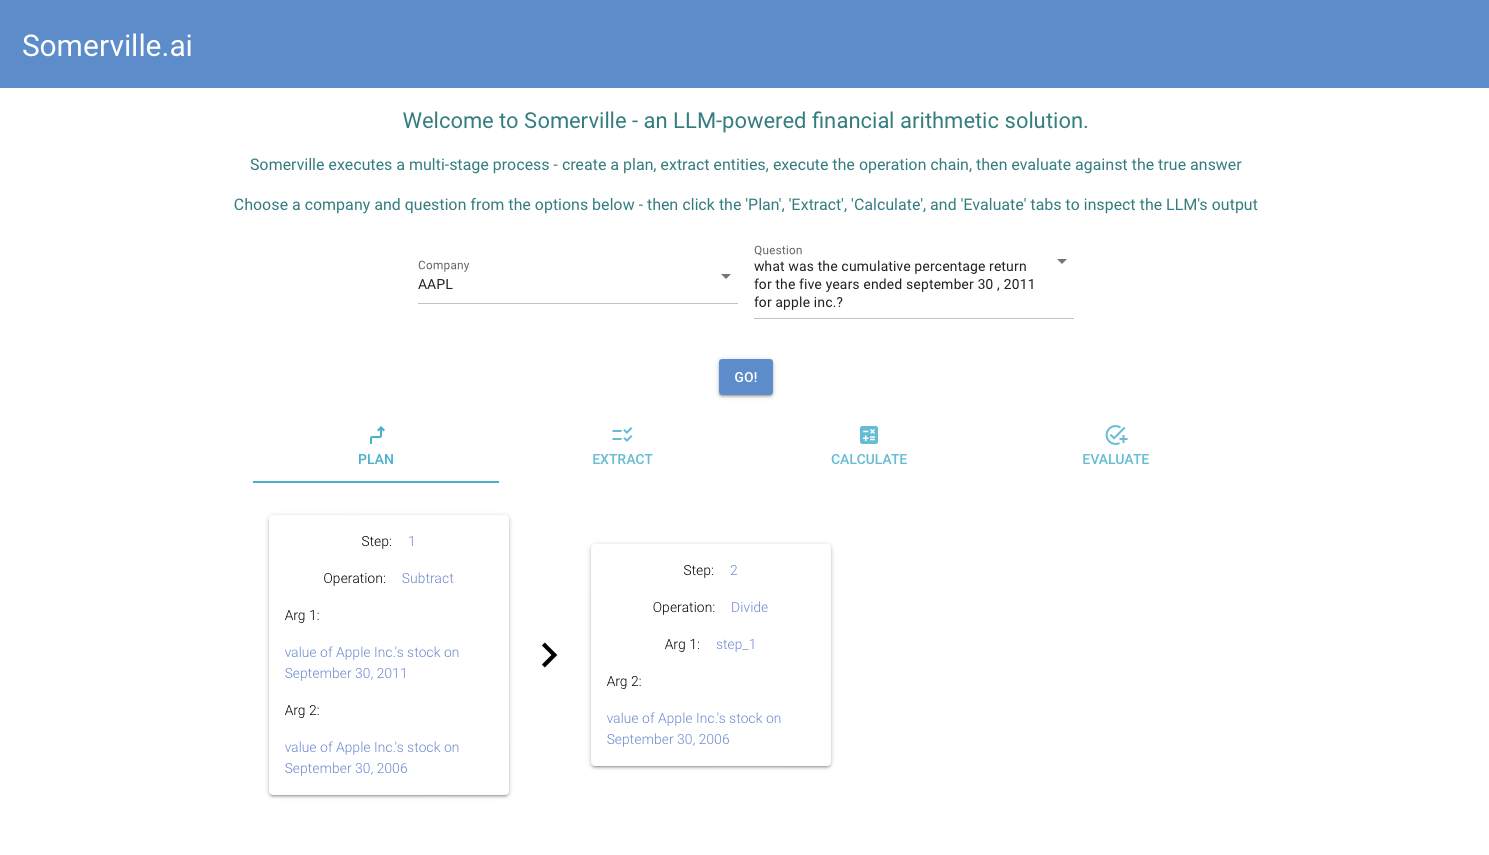 Somerville.ai
Welcome to Somerville - an LLM-powered financial arithmetic solution.
Somerville executes a multi-stage process - create a plan, extract entities, execute the operation chain, then evaluate against the true answer
Choose a company and question from the options below - then click the 'Plan', 'Extract', 'Calculate', and 'Evaluate' tabs to inspect the LLM's output
Company
AAPL
Question
what was the cumulative percentage return
for the five years ended september 30 , 2011
for apple inc.?
GO!
PLAN
EXTRACT
CALCULATE
EVALUATE
Step: 1
Operation: Subtract
Arg 1:
value of Apple Inc.'s stock on
September 30, 2011
Arg 2:
value of Apple Inc.'s stock on
September 30, 2006
Step: 2
Operation: Divide
Arg 1: step_1
Arg 2:
value of Apple Inc.'s stock on
September 30, 2006